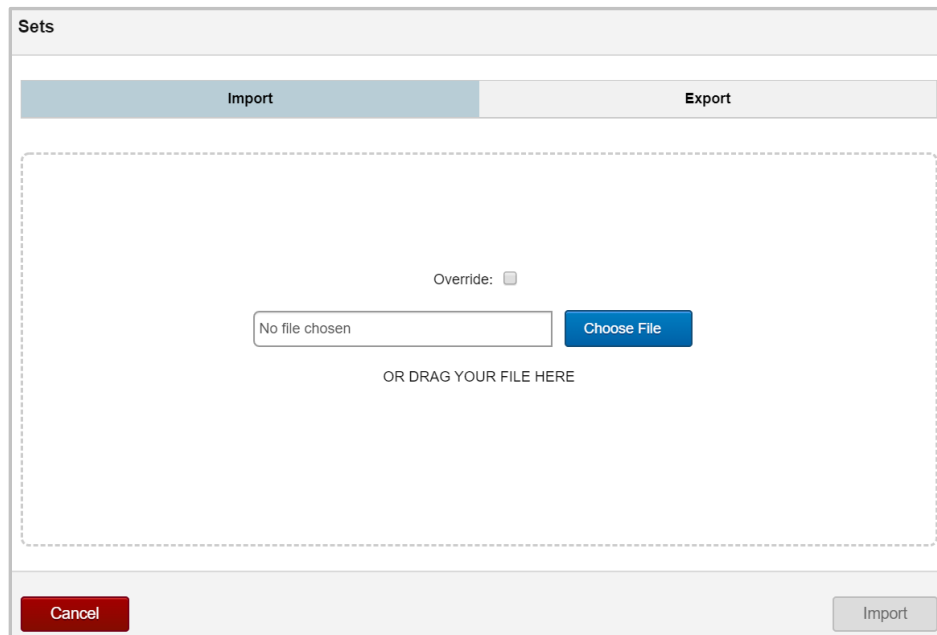 Sets
Import Export
Override:
No file chosen Choose File
OR DRAG YOUR FILE HERE
Cancel Import